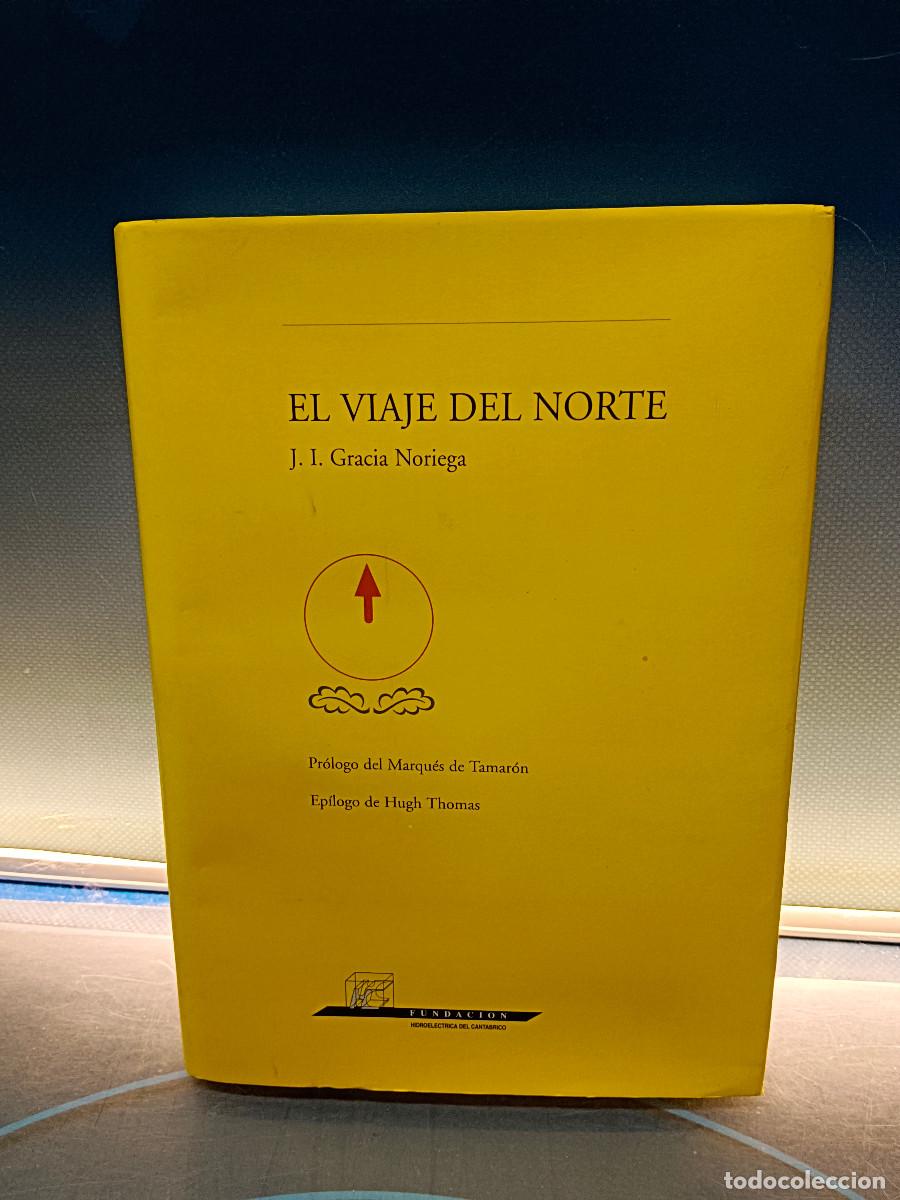 EL VIAJE DEL NORTE
J. I. Gracia Noriega
Prólogo del Marqués de Tamarón
Epílogo de Hugh Thomas
FUNDACION
HIDROELECTRICA DEL CANTABRICO
todocoleccion